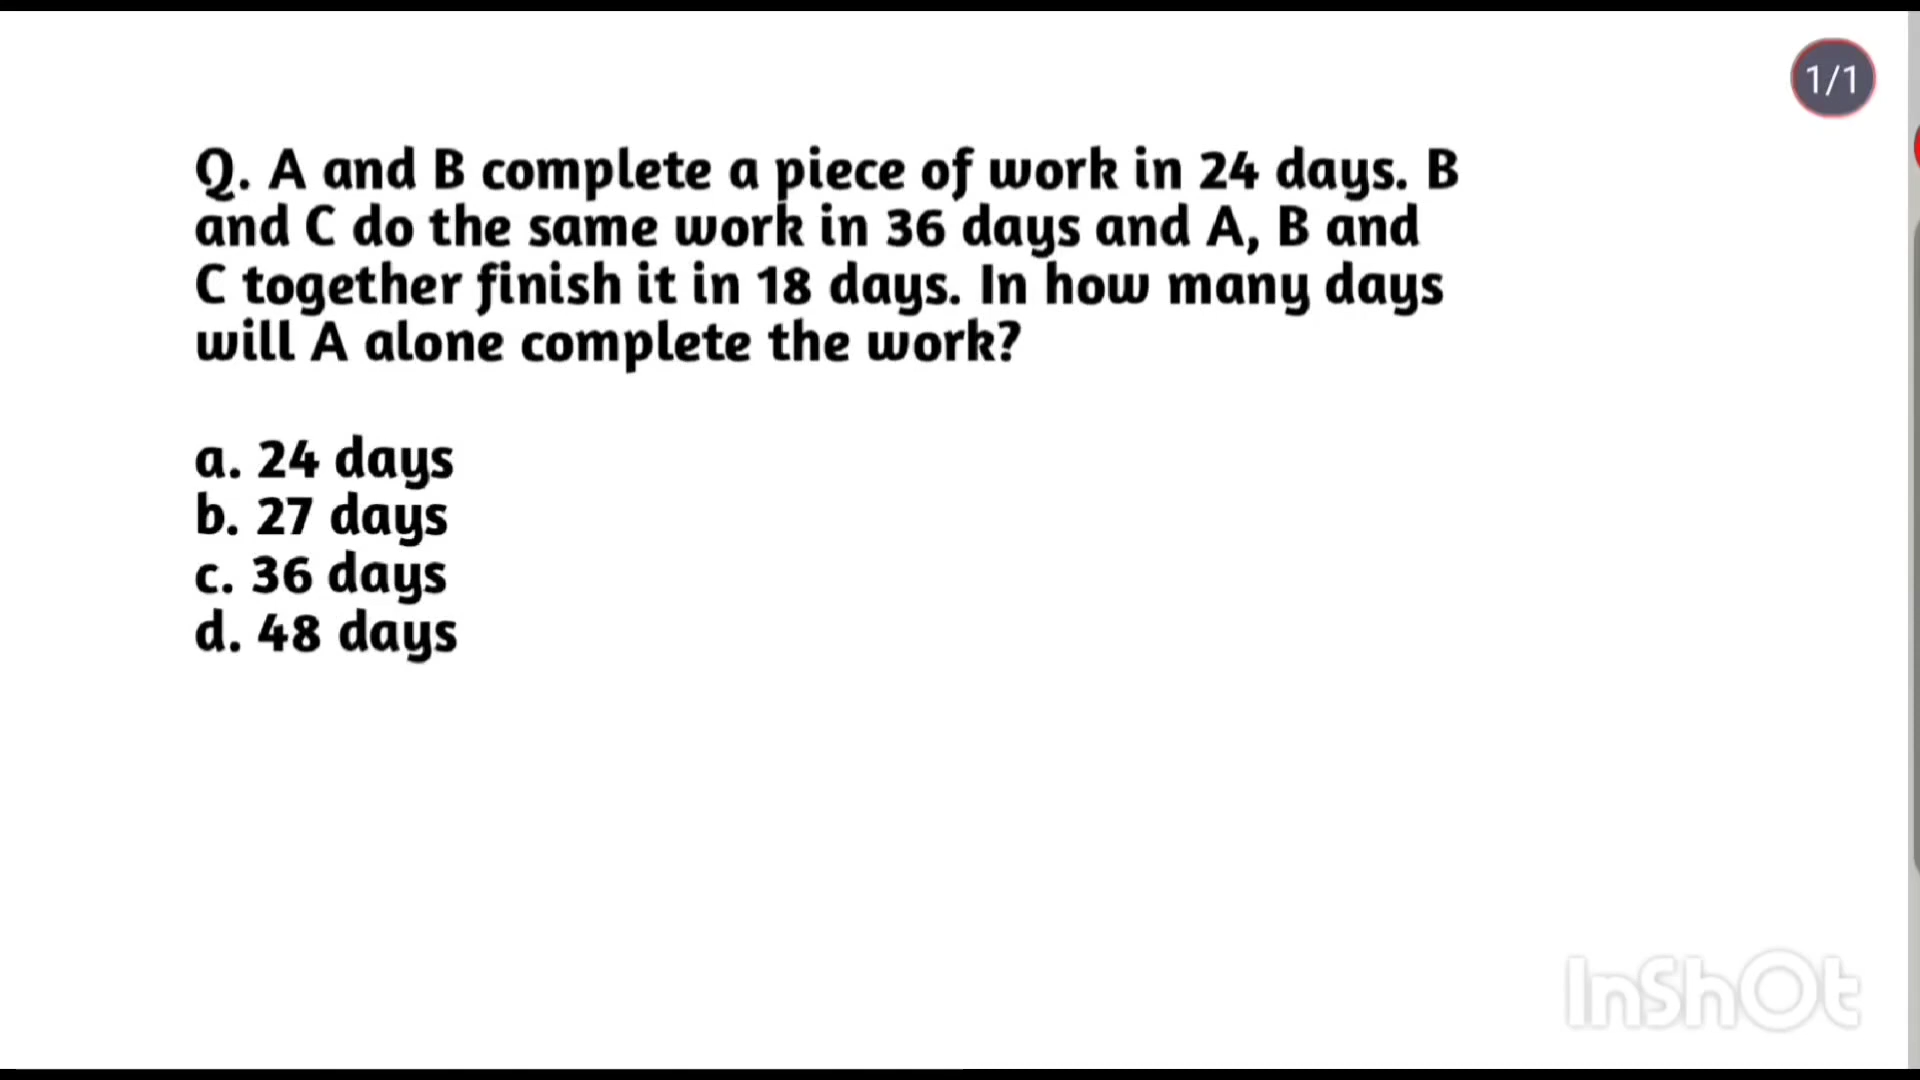 1/1
Q. A and B complete a piece of work in 24 days. B
and C do the same work in 36 days and A, B and
C together finish it in 18 days. In how many days
will A alone complete the work?
a. 24 days
b. 27 days
c. 36 days
d. 48 days
InShOt